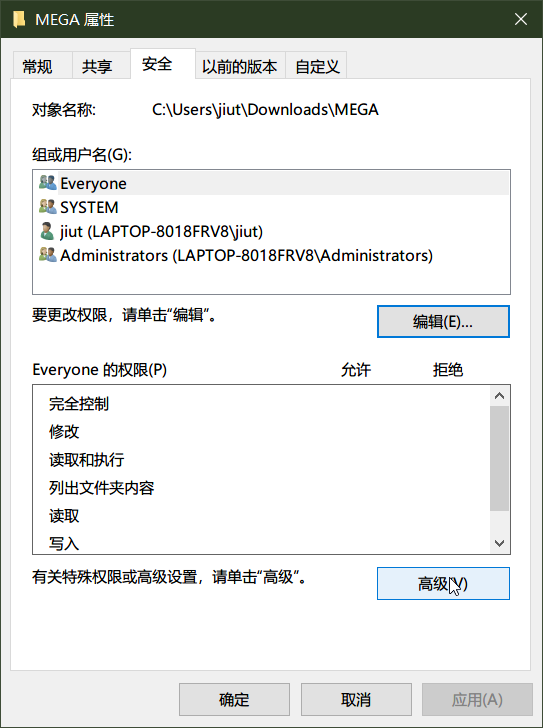 MEGA 属性
常规 共享 安全 以前的版本 自定义
对象名称: C:\Users\jiut\Downloads\MEGA
组或用户名(G):
Everyone
SYSTEM
jiut (LAPTOP-8018FRV8\jiut)
Administrators (LAPTOP-8018FRV8\Administrators)
要更改权限，请单击“编辑”。 编辑(E)...
Everyone 的权限(P) 允许 拒绝
完全控制
修改
读取和执行
列出文件夹内容
读取
写入
有关特殊权限或高级设置，请单击“高级”。 高级(V)
确定 取消 应用(A)